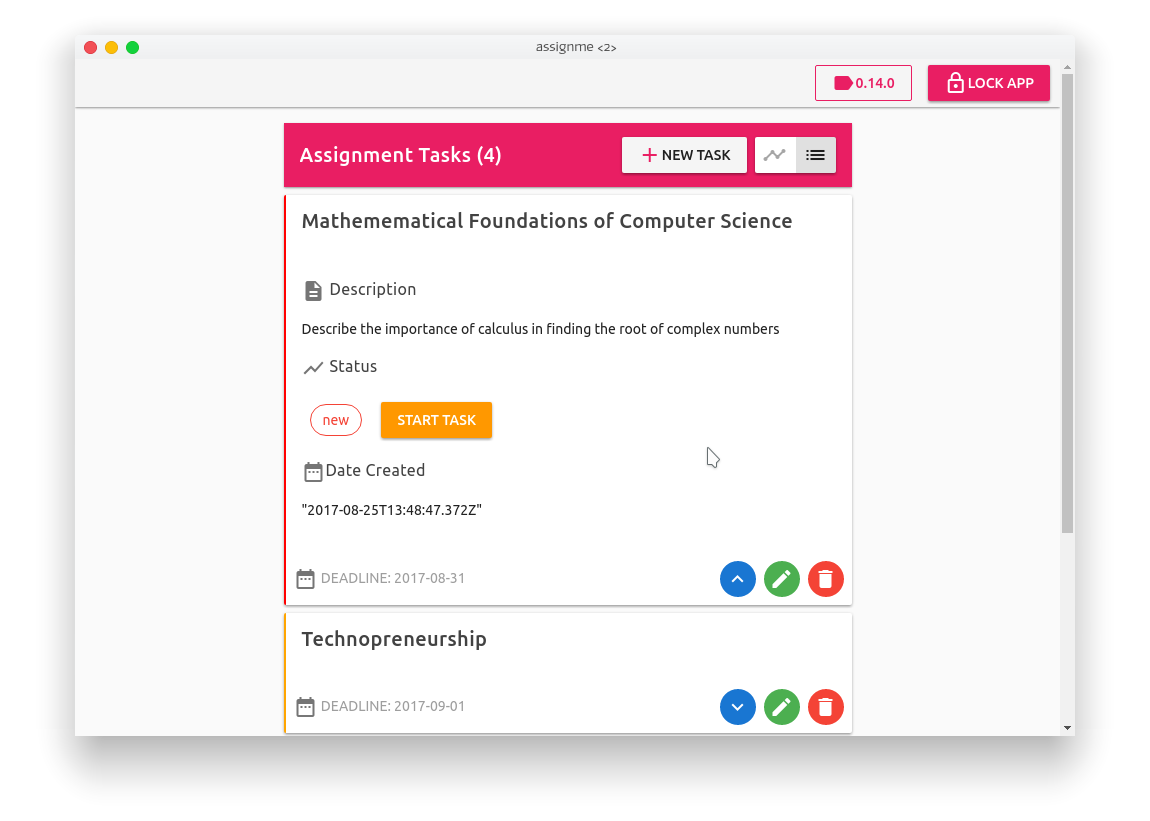 assignme <2>
0.14.0
LOCK APP
Assignment Tasks (4)
NEW TASK
Mathemematical Foundations of Computer Science
Description
Describe the importance of calculus in finding the root of complex numbers
Status
new
START TASK
Date Created
"2017-08-25T13:48:47.372Z"
DEADLINE: 2017-08-31
Technopreneurship
DEADLINE: 2017-09-01